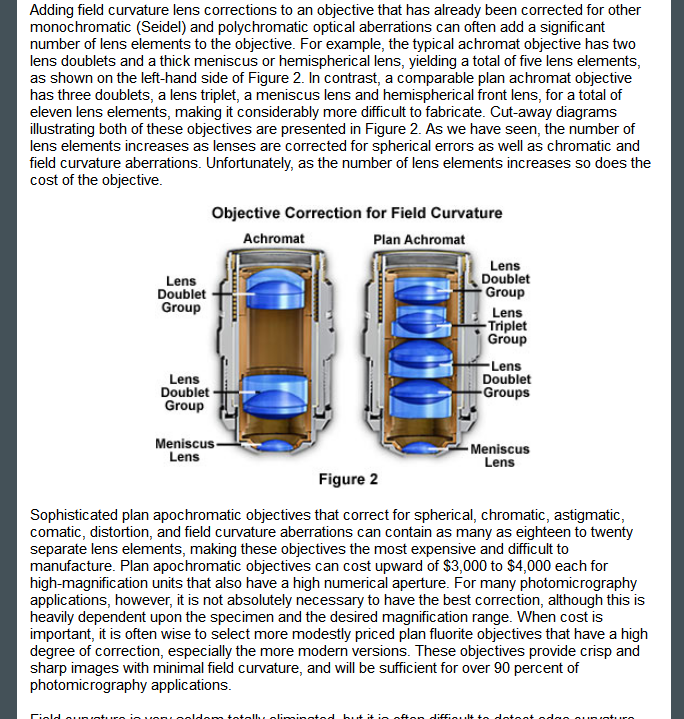 Adding field curvature lens corrections to an objective that has already been corrected for other
monochromatic (Seidel) and polychromatic optical aberrations can often add a significant
number of lens elements to the objective. For example, the typical achromat objective has two
lens doublets and a thick meniscus or hemispherical lens, yielding a total of five lens elements,
as shown on the left-hand side of Figure 2. In contrast, a comparable plan achromat objective
has three doublets, a lens triplet, a meniscus lens and hemispherical front lens, for a total of
eleven lens elements, making it considerably more difficult to fabricate. Cut-away diagrams
illustrating both of these objectives are presented in Figure 2. As we have seen, the number of
lens elements increases as lenses are corrected for spherical errors as well as chromatic and
field curvature aberrations. Unfortunately, as the number of lens elements increases so does the
cost of the objective.
Objective Correction for Field Curvature
Achromat
Lens
Doublet
Group
Lens
Doublet
Group
Meniscus
Lens
Plan Achromat
Lens
Doublet
Group
Lens
Triplet
Group
Lens
Doublet
Groups
Meniscus
Lens
Figure 2
Sophisticated plan apochromatic objectives that correct for spherical, chromatic, astigmatic,
comatic, distortion, and field curvature aberrations can contain as many as eighteen to twenty
separate lens elements, making these objectives the most expensive and difficult to
manufacture. Plan apochromatic objectives can cost upward of $3,000 to $4,000 each for
high-magnification units that also have a high numerical aperture. For many photomicrography
applications, however, it is not absolutely necessary to have the best correction, although this is
heavily dependent upon the specimen and the desired magnification range. When cost is
important, it is often wise to select more modestly priced plan fluorite objectives that have a high
degree of correction, especially the more modern versions. These objectives provide crisp and
sharp images with minimal field curvature, and will be sufficient for over 90 percent of
photomicrography applications.
Field curvature is very seldom totally eliminated, but it is often difficult to detect edge curvature